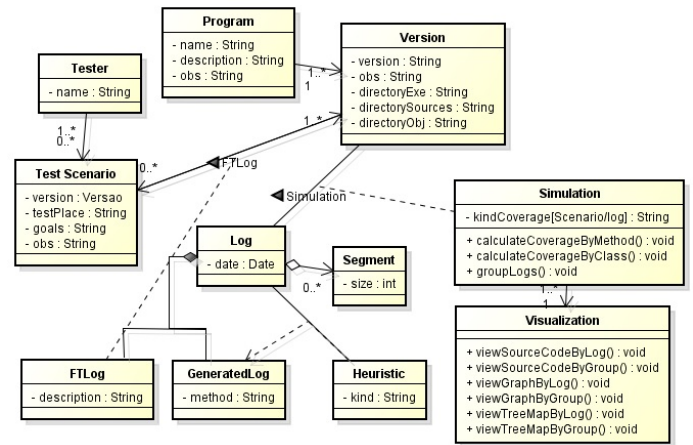 Program
- name : String
- description : String
- obs : String
Version
- version : String
- obs : String
- directoryExe : String
- directorySources : String
- directoryObj : String
1..*
1
Tester
- name : String
1..*
0..*
1..*
0..*
FTLog
Test Scenario
- version : Versao
- testPlace : String
- goals : String
- obs : String
Simulation
Simulation
- kindCoverage[Scenario/log] : String
+ calculateCoverageByMethod() : void
+ calculateCoverageByClass() : void
+ groupLogs() : void
Log
- date : Date
Segment
- size : int
0..*
1..*
1
Visualization
+ viewSourceCodeByLog() : void
+ viewSourceCodeByGroup() : void
+ viewGraphByLog() : void
+ viewGraphByGroup() : void
+ viewTreeMapByLog() : void
+ viewTreeMapByGroup() : void
FTLog
- description : String
GeneratedLog
- method : String
Heuristic
- kind : String